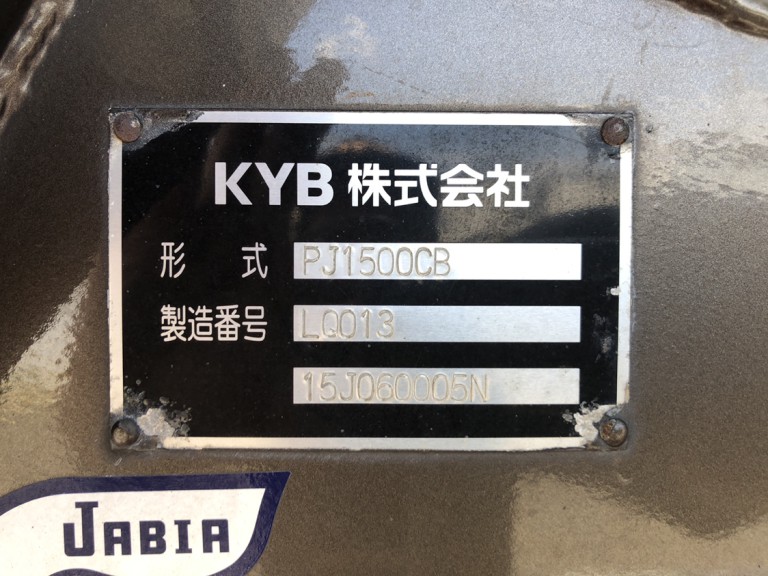 KYB 株式会社
形 式 PJ1500CB
製造番号 LQ013
15J060005N
JABIA